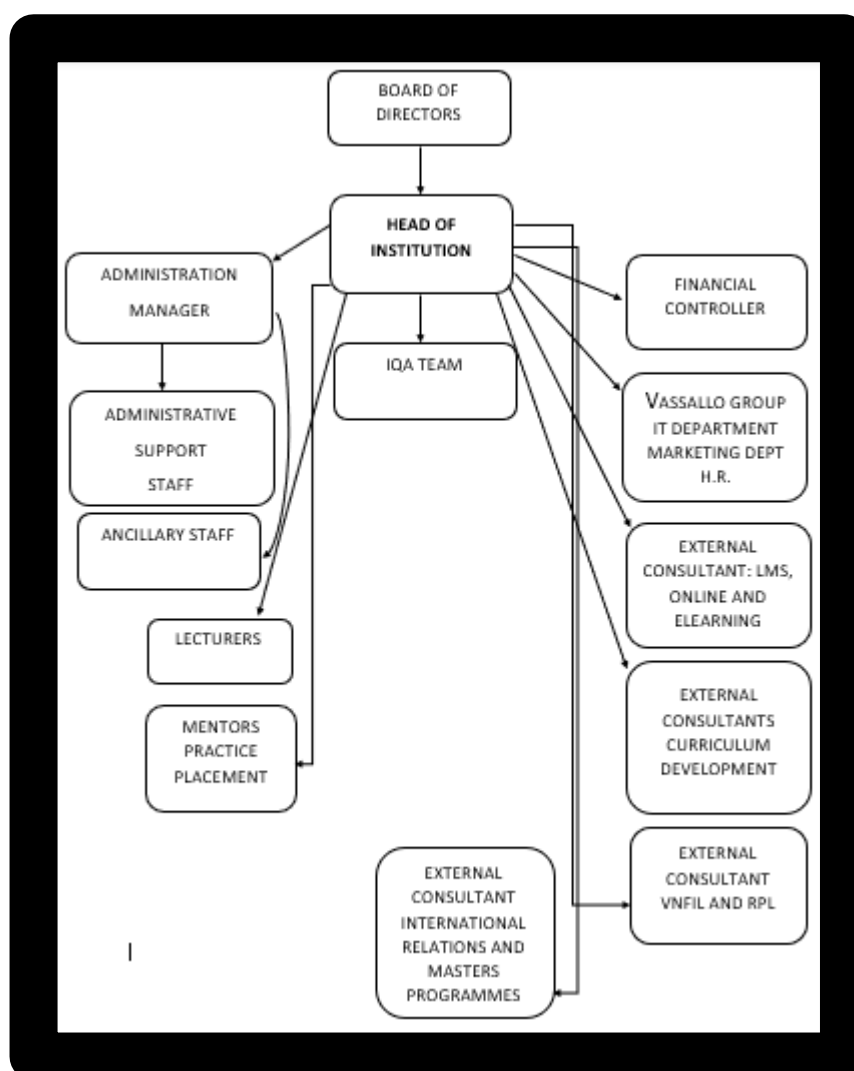 BOARD OF
DIRECTORS
HEAD OF
INSTITUTION
ADMINISTRATION
MANAGER
FINANCIAL
CONTROLLER
IQA TEAM
ADMINISTRATIVE
SUPPORT
STAFF
VASSALLO GROUP
IT DEPARTMENT
MARKETING DEPT
H.R.
ANCILLARY STAFF
EXTERNAL
CONSULTANT: LMS,
ONLINE AND
ELEARNING
LECTURERS
MENTORS
PRACTICE
PLACEMENT
EXTERNAL
CONSULTANTS
CURRICULUM
DEVELOPMENT
EXTERNAL
CONSULTANT
VNFIL AND RPL
EXTERNAL
CONSULTANT
INTERNATIONAL
RELATIONS AND
MASTERS
PROGRAMMES